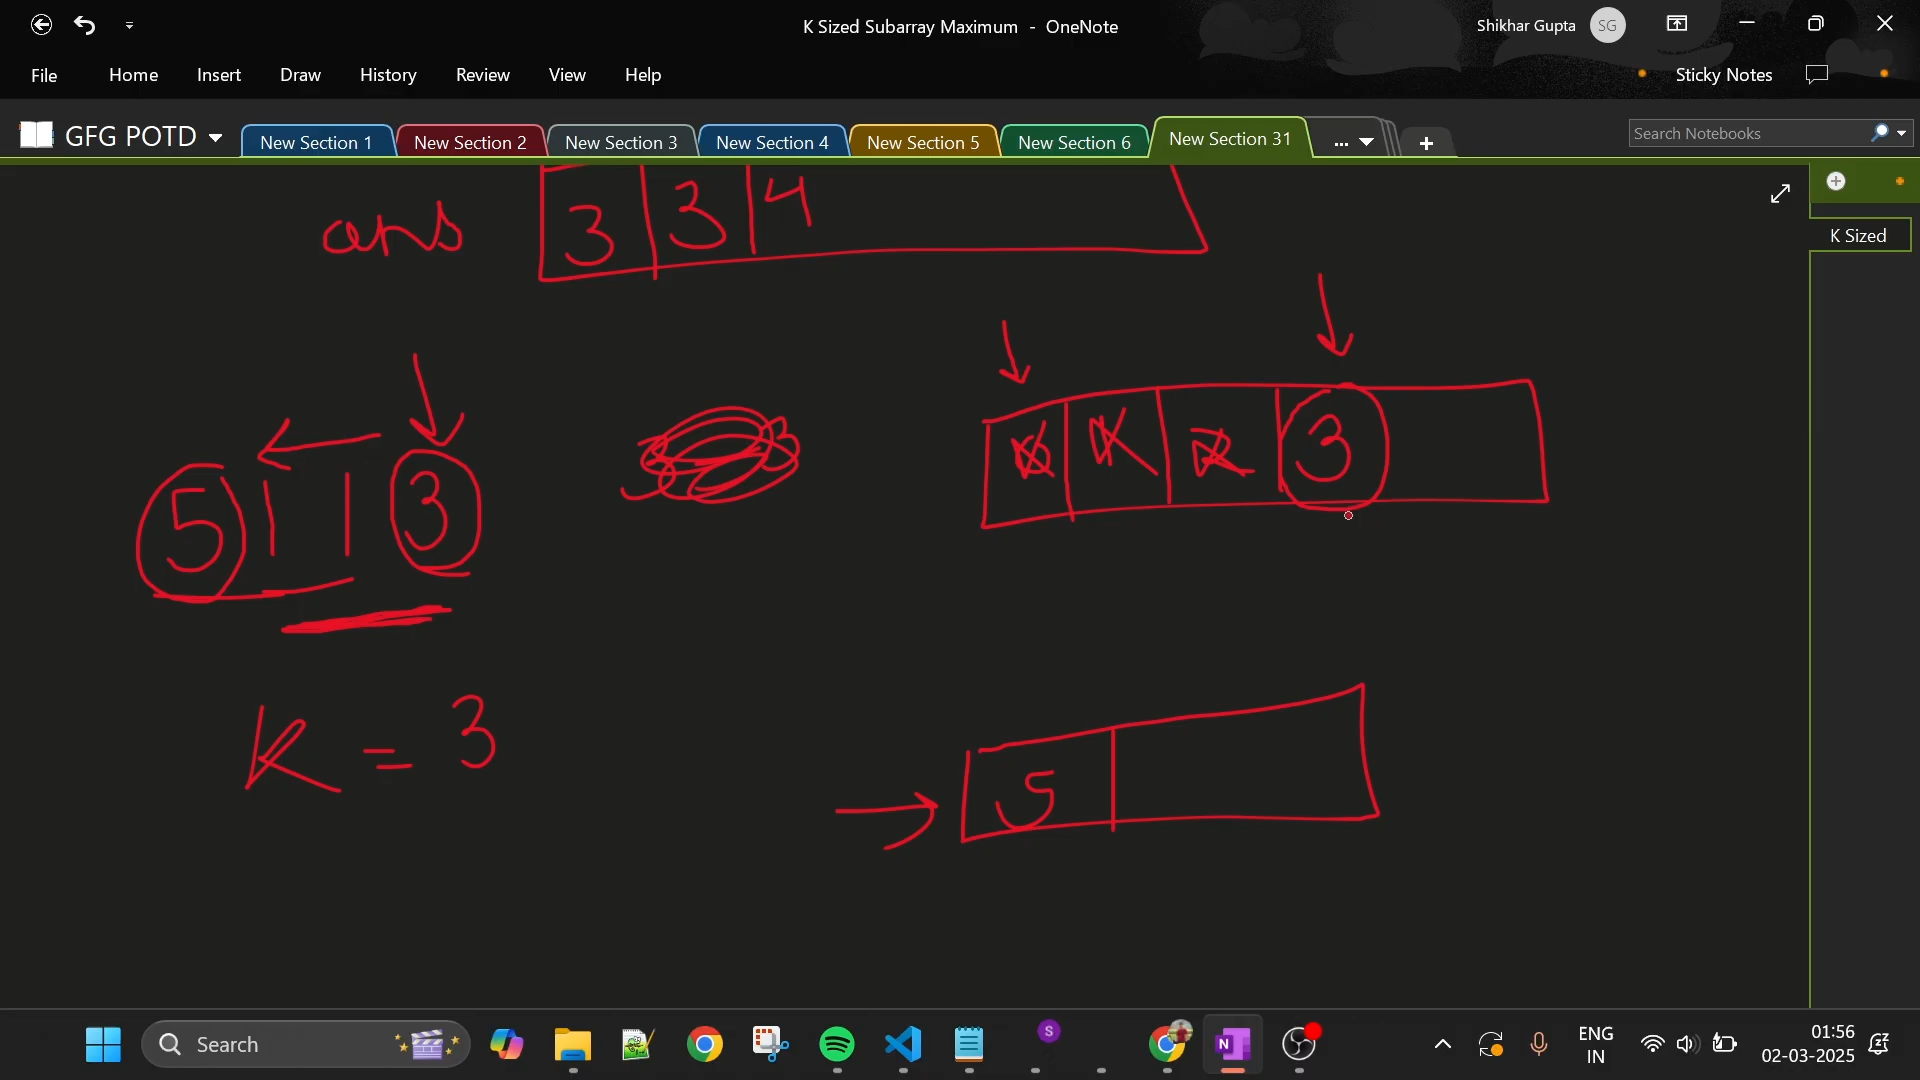 K Sized Subarray Maximum - OneNote
Shikhar Gupta SG
File Home Insert Draw History Review View Help
Sticky Notes
GFG POTD New Section 1 New Section 2 New Section 3 New Section 4 New Section 5 New Section 6 New Section 31 ... +
Search Notebooks
K Sized
ans 3 3 4
5 1 1 3
0 1 2 3
K = 3
5
Search
S
N
ENG
IN
01:56
02-03-2025